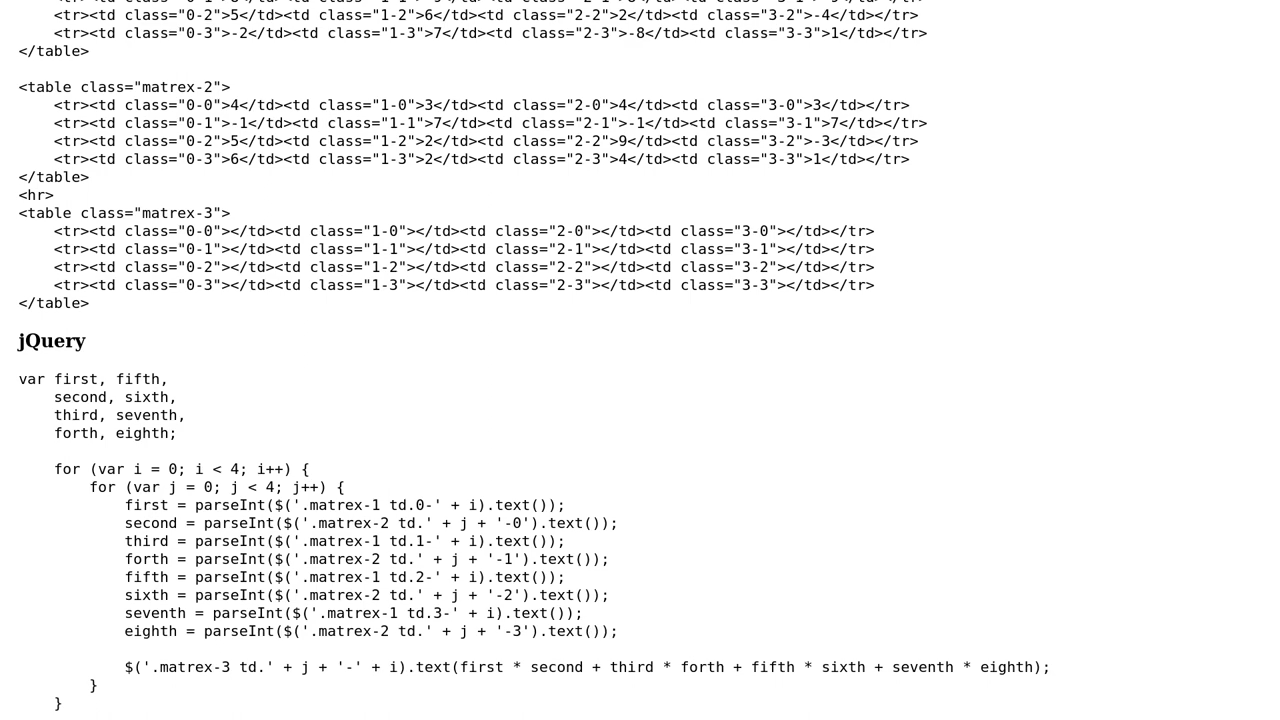 <tr><td class="0-2">5</td><td class="1-2">6</td><td class="2-2">2</td><td class="3-2">-4</td></tr>
<tr><td class="0-3">-2</td><td class="1-3">7</td><td class="2-3">-8</td><td class="3-3">1</td></tr>
</table>
<table class="matrex-2">
<tr><td class="0-0">4</td><td class="1-0">3</td><td class="2-0">4</td><td class="3-0">3</td></tr>
<tr><td class="0-1">-1</td><td class="1-1">7</td><td class="2-1">-1</td><td class="3-1">7</td></tr>
<tr><td class="0-2">5</td><td class="1-2">2</td><td class="2-2">9</td><td class="3-2">-3</td></tr>
<tr><td class="0-3">6</td><td class="1-3">2</td><td class="2-3">4</td><td class="3-3">1</td></tr>
</table>
<hr>
<table class="matrex-3">
<tr><td class="0-0"></td><td class="1-0"></td><td class="2-0"></td><td class="3-0"></td></tr>
<tr><td class="0-1"></td><td class="1-1"></td><td class="2-1"></td><td class="3-1"></td></tr>
<tr><td class="0-2"></td><td class="1-2"></td><td class="2-2"></td><td class="3-2"></td></tr>
<tr><td class="0-3"></td><td class="1-3"></td><td class="2-3"></td><td class="3-3"></td></tr>
</table>
jQuery
var first, fifth,
second, sixth,
third, seventh,
forth, eighth;
for (var i = 0; i < 4; i++) {
for (var j = 0; j < 4; j++) {
first = parseInt($('.matrex-1 td.0-' + i).text());
second = parseInt($('.matrex-2 td.' + j + '-0').text());
third = parseInt($('.matrex-1 td.1-' + i).text());
forth = parseInt($('.matrex-2 td.' + j + '-1').text());
fifth = parseInt($('.matrex-1 td.2-' + i).text());
sixth = parseInt($('.matrex-2 td.' + j + '-2').text());
seventh = parseInt($('.matrex-1 td.3-' + i).text());
eighth = parseInt($('.matrex-2 td.' + j + '-3').text());
$('.matrex-3 td.' + j + '-' + i).text(first * second + third * forth + fifth * sixth + seventh * eighth);
}
}